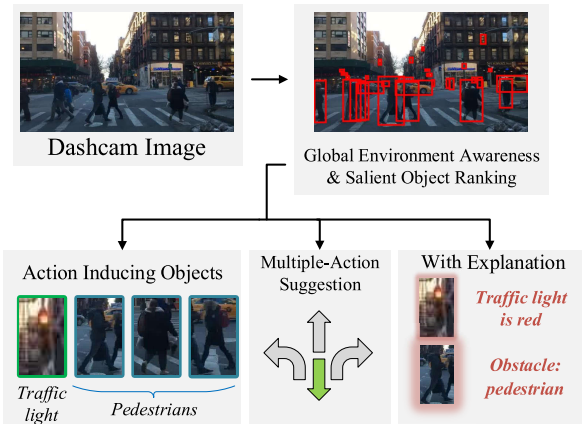 Dashcam Image
Global Environment Awareness
& Salient Object Ranking
Action Inducing Objects
Traffic
light
Pedestrians
Multiple-Action
Suggestion
With Explanation
Traffic light
is red
Obstacle:
pedestrian